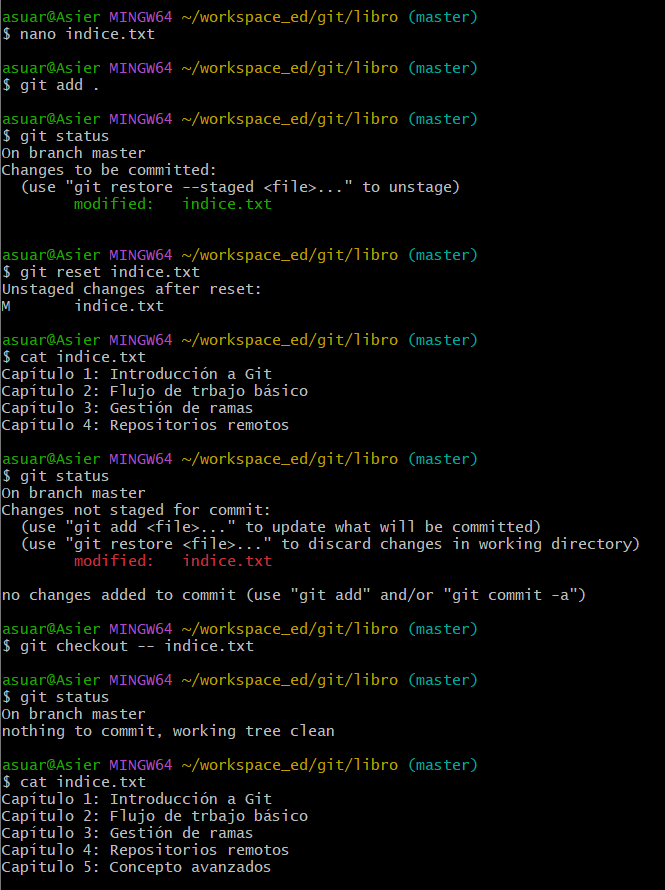 asuar@Asier MINGW64 ~/workspace_ed/git/libro (master)
$ nano indice.txt
asuar@Asier MINGW64 ~/workspace_ed/git/libro (master)
$ git add .
asuar@Asier MINGW64 ~/workspace_ed/git/libro (master)
$ git status
On branch master
Changes to be committed:
  (use "git restore --staged <file>..." to unstage)
        modified:   indice.txt
asuar@Asier MINGW64 ~/workspace_ed/git/libro (master)
$ git reset indice.txt
Unstaged changes after reset:
M       indice.txt
asuar@Asier MINGW64 ~/workspace_ed/git/libro (master)
$ cat indice.txt
Capítulo 1: Introducción a Git
Capítulo 2: Flujo de trbajo básico
Capítulo 3: Gestión de ramas
Capítulo 4: Repositorios remotos
asuar@Asier MINGW64 ~/workspace_ed/git/libro (master)
$ git status
On branch master
Changes not staged for commit:
  (use "git add <file>..." to update what will be committed)
  (use "git restore <file>..." to discard changes in working directory)
        modified:   indice.txt
no changes added to commit (use "git add" and/or "git commit -a")
asuar@Asier MINGW64 ~/workspace_ed/git/libro (master)
$ git checkout -- indice.txt
asuar@Asier MINGW64 ~/workspace_ed/git/libro (master)
$ git status
On branch master
nothing to commit, working tree clean
asuar@Asier MINGW64 ~/workspace_ed/git/libro (master)
$ cat indice.txt
Capítulo 1: Introducción a Git
Capítulo 2: Flujo de trbajo básico
Capítulo 3: Gestión de ramas
Capítulo 4: Repositorios remotos
Capítulo 5: Concepto avanzados